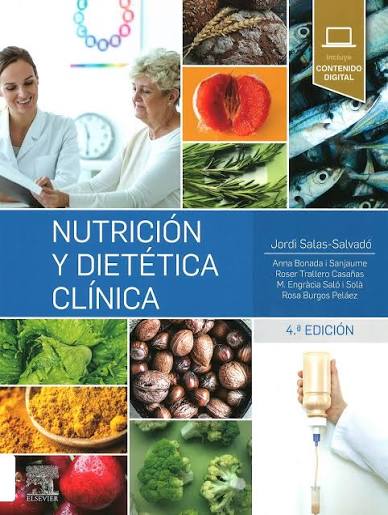 Incluye
CONTENIDO
DIGITAL
NUTRICIÓN
Y DIETÉTICA
CLÍNICA
Jordi Salas-Salvadó
Anna Bonada i Sanjaume
Roser Trallero Casañas
M. Engràcia Saló i Solà
Rosa Burgos Peláez
4.ª EDICIÓN
ELSEVIER